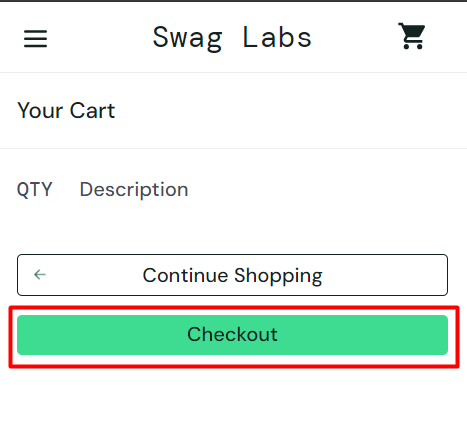 Swag Labs
Your Cart
QTY Description
Continue Shopping
Checkout